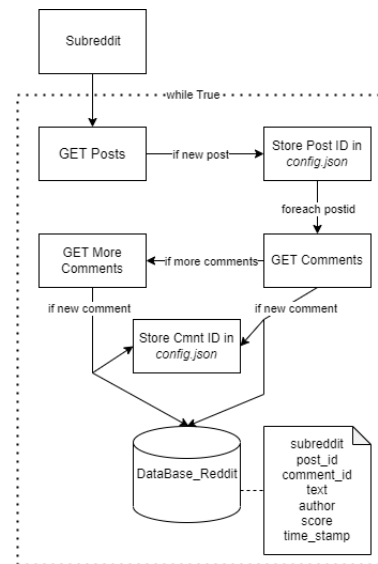 Subreddit
while True
GET Posts
if new post
Store Post ID in
config.json
foreach postid
GET More
Comments
if more comments
GET Comments
if new comment
if new comment
Store Cmnt ID in
config.json
DataBase_Reddit
subreddit
post_id
comment_id
text
author
score
time_stamp